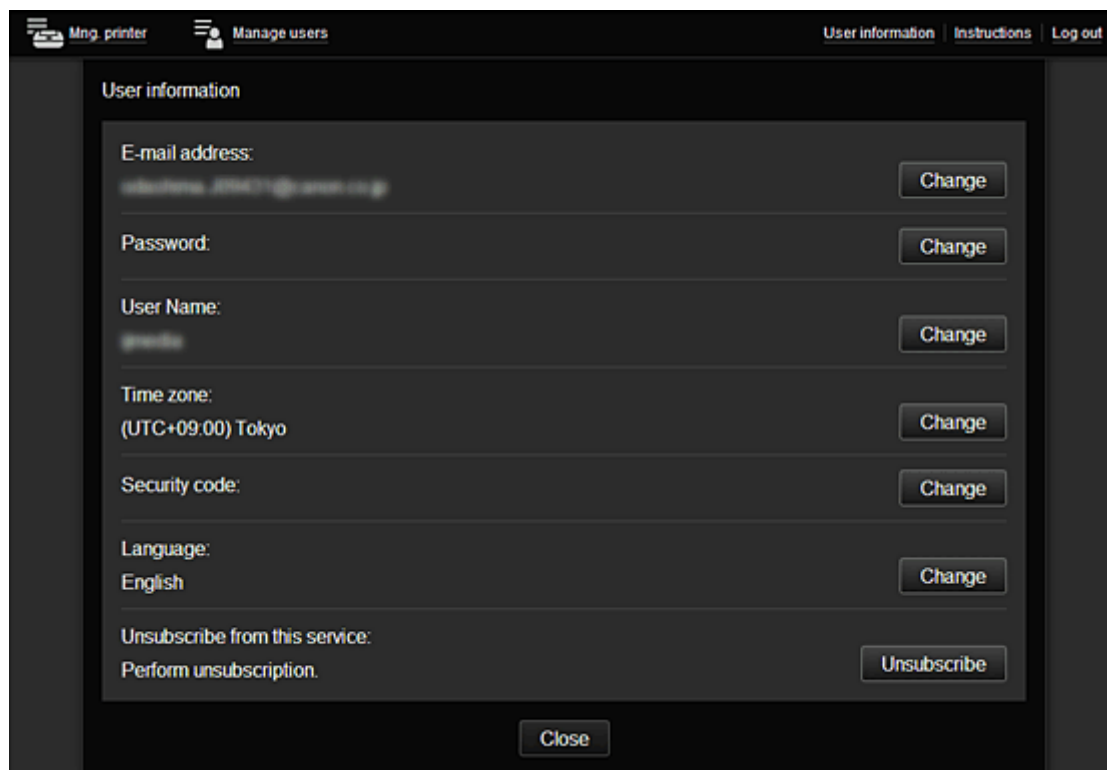 Mng. printer Manage users User information Instructions Log out
User information
E-mail address:
Change
Password:
Change
User Name:
Change
Time zone:
(UTC+09:00) Tokyo
Change
Security code:
Change
Language:
English
Change
Unsubscribe from this service:
Perform unsubscription.
Unsubscribe
Close